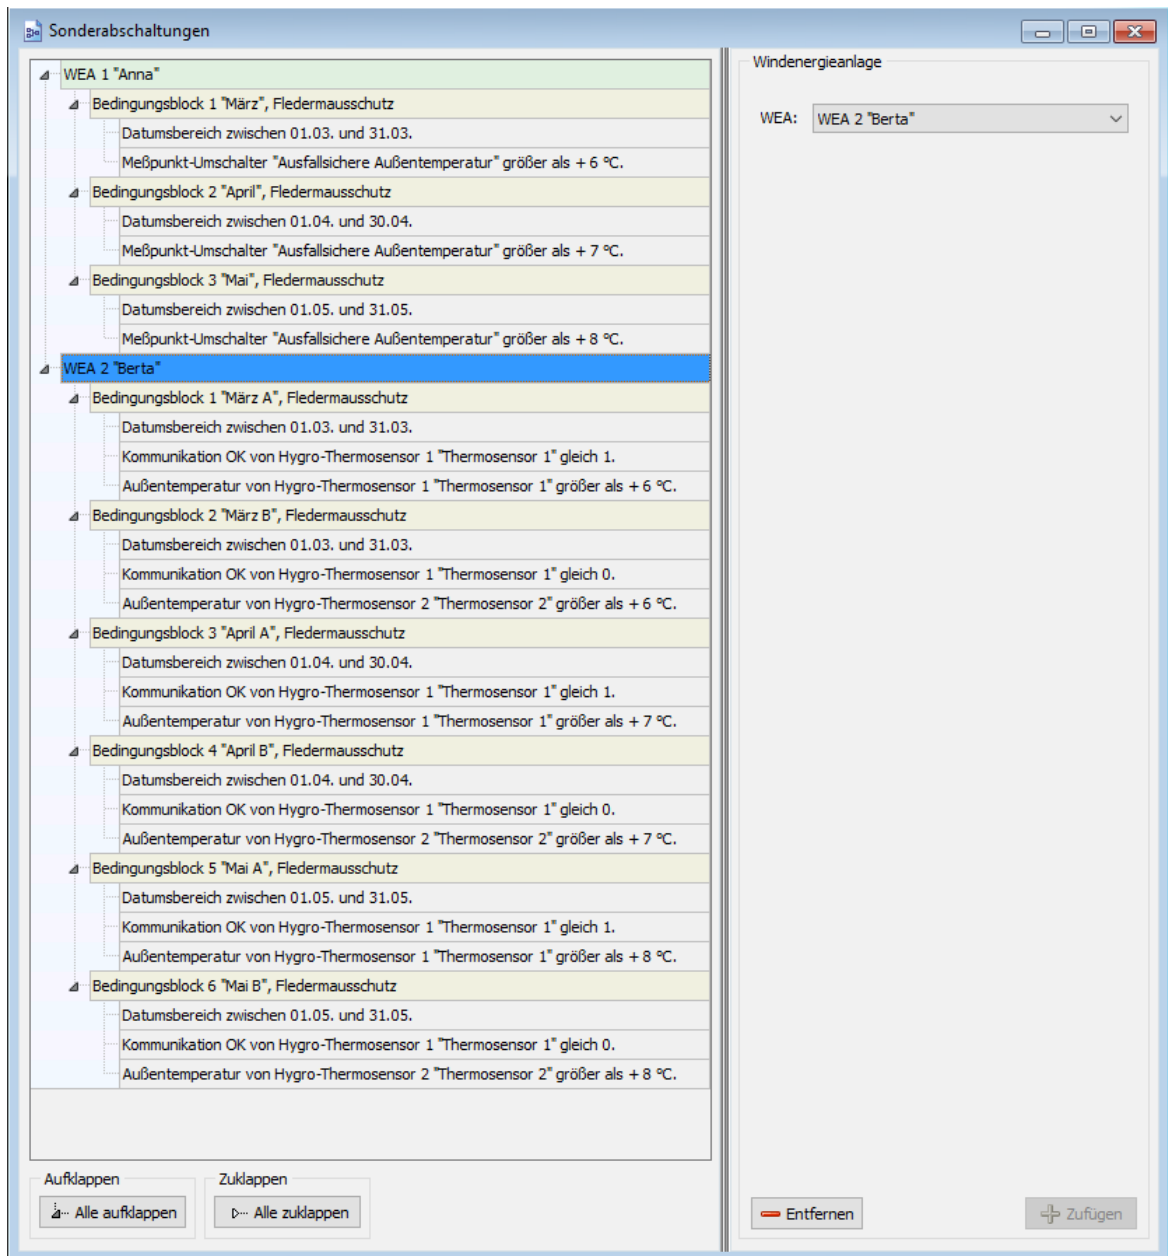 Sonderabschaltungen
WEA 1 "Anna"
Bedingungsblock 1 "März", Fledermausschutz
Datumsbereich zwischen 01.03. und 31.03.
Meßpunkt-Umschalter "Ausfallsichere Außentemperatur" größer als + 6 °C.
Bedingungsblock 2 "April", Fledermausschutz
Datumsbereich zwischen 01.04. und 30.04.
Meßpunkt-Umschalter "Ausfallsichere Außentemperatur" größer als + 7 °C.
Bedingungsblock 3 "Mai", Fledermausschutz
Datumsbereich zwischen 01.05. und 31.05.
Meßpunkt-Umschalter "Ausfallsichere Außentemperatur" größer als + 8 °C.
WEA 2 "Berta"
Bedingungsblock 1 "März A", Fledermausschutz
Datumsbereich zwischen 01.03. und 31.03.
Kommunikation OK von Hygro-Thermosensor 1 "Thermosensor 1" gleich 1.
Außentemperatur von Hygro-Thermosensor 1 "Thermosensor 1" größer als + 6 °C.
Bedingungsblock 2 "März B", Fledermausschutz
Datumsbereich zwischen 01.03. und 31.03.
Kommunikation OK von Hygro-Thermosensor 1 "Thermosensor 1" gleich 0.
Außentemperatur von Hygro-Thermosensor 2 "Thermosensor 2" größer als + 6 °C.
Bedingungsblock 3 "April A", Fledermausschutz
Datumsbereich zwischen 01.04. und 30.04.
Kommunikation OK von Hygro-Thermosensor 1 "Thermosensor 1" gleich 1.
Außentemperatur von Hygro-Thermosensor 1 "Thermosensor 1" größer als + 7 °C.
Bedingungsblock 4 "April B", Fledermausschutz
Datumsbereich zwischen 01.04. und 30.04.
Kommunikation OK von Hygro-Thermosensor 1 "Thermosensor 1" gleich 0.
Außentemperatur von Hygro-Thermosensor 2 "Thermosensor 2" größer als + 7 °C.
Bedingungsblock 5 "Mai A", Fledermausschutz
Datumsbereich zwischen 01.05. und 31.05.
Kommunikation OK von Hygro-Thermosensor 1 "Thermosensor 1" gleich 1.
Außentemperatur von Hygro-Thermosensor 1 "Thermosensor 1" größer als + 8 °C.
Bedingungsblock 6 "Mai B", Fledermausschutz
Datumsbereich zwischen 01.05. und 31.05.
Kommunikation OK von Hygro-Thermosensor 1 "Thermosensor 1" gleich 0.
Außentemperatur von Hygro-Thermosensor 2 "Thermosensor 2" größer als + 8 °C.
Aufklappen
Alle aufklappen
Zuklappen
Alle zuklappen
Windenergieanlage
WEA: WEA 2 "Berta"
Entfernen
Zufügen